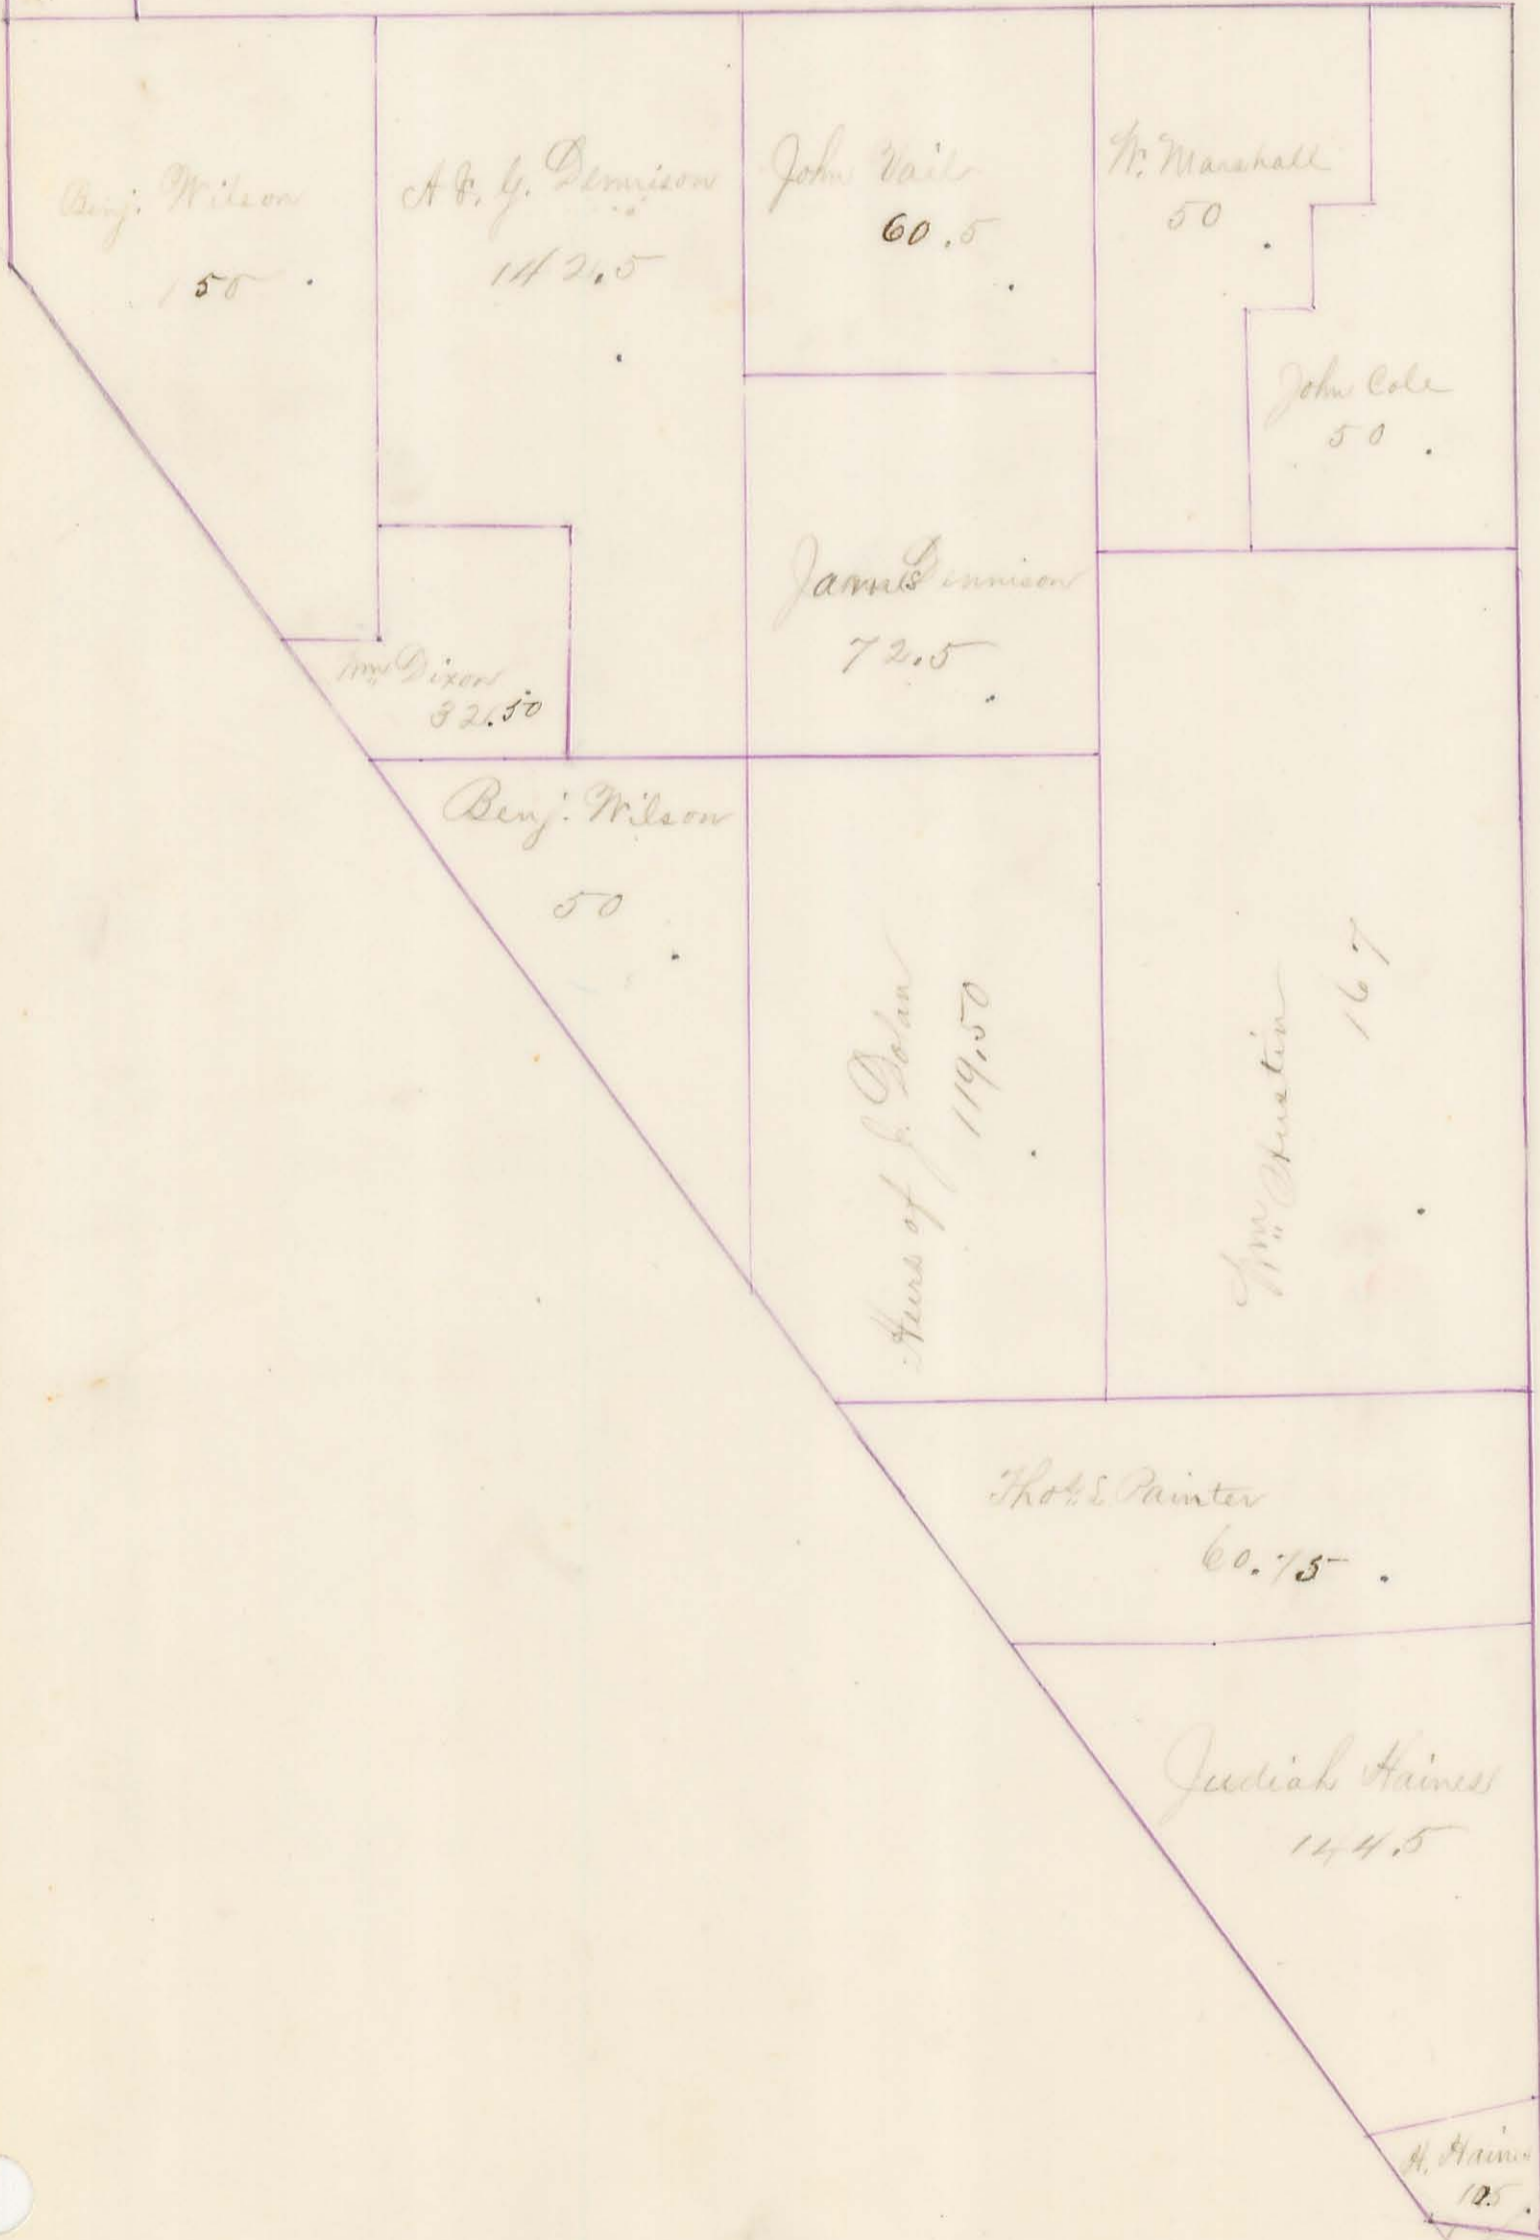 Benj. Wilson
150
A & G. Dennison
142.5
John Vail
60.5
W. Marshall
50
John Cole
50
James Dennison
72.5
Wm Dixon
32.50
Benj. Wilson
50
Heirs of J. Dolan
119.50
Wm Austin
167
Thos. E Painter
60.75
Judiah Haines
144.5
H. Haines